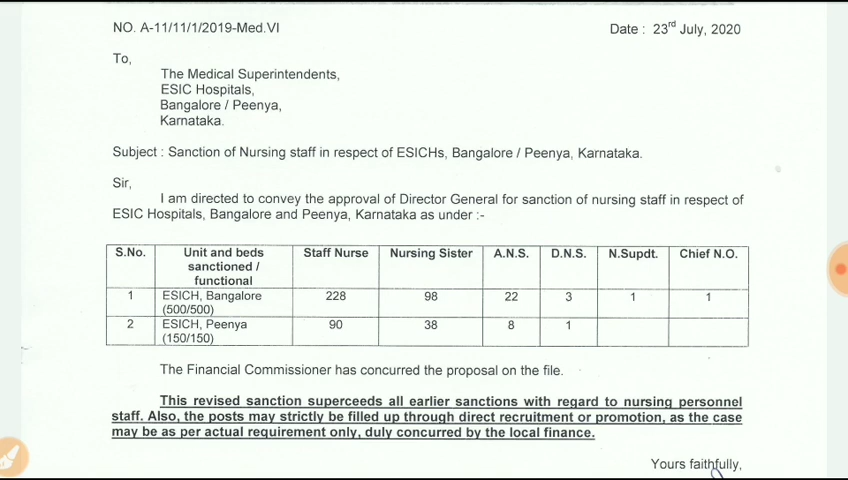 NO. A-11/11/1/2019-Med.VI Date : 23rd July, 2020
To,
The Medical Superintendents,
ESIC Hospitals,
Bangalore / Peenya,
Karnataka.
Subject : Sanction of Nursing staff in respect of ESICHs, Bangalore / Peenya, Karnataka.
Sir,
I am directed to convey the approval of Director General for sanction of nursing staff in respect of
ESIC Hospitals, Bangalore and Peenya, Karnataka as under :-
S.No. Unit and beds Staff Nurse Nursing Sister A.N.S. D.N.S. N.Supdt. Chief N.O.
sanctioned /
functional
1 ESICH, Bangalore 228 98 22 3 1 1
(500/500)
2 ESICH, Peenya 90 38 8 1
(150/150)
The Financial Commissioner has concurred the proposal on the file.
This revised sanction superceeds all earlier sanctions with regard to nursing personnel
staff. Also, the posts may strictly be filled up through direct recruitment or promotion, as the case
may be as per actual requirement only, duly concurred by the local finance.
Yours faithfully,